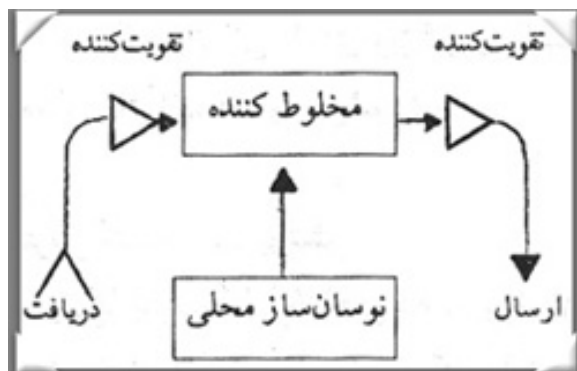 تقویت‌کننده
تقویت‌کننده
مخلوط کننده
نوسان‌ساز محلی
ارسال
دریافت